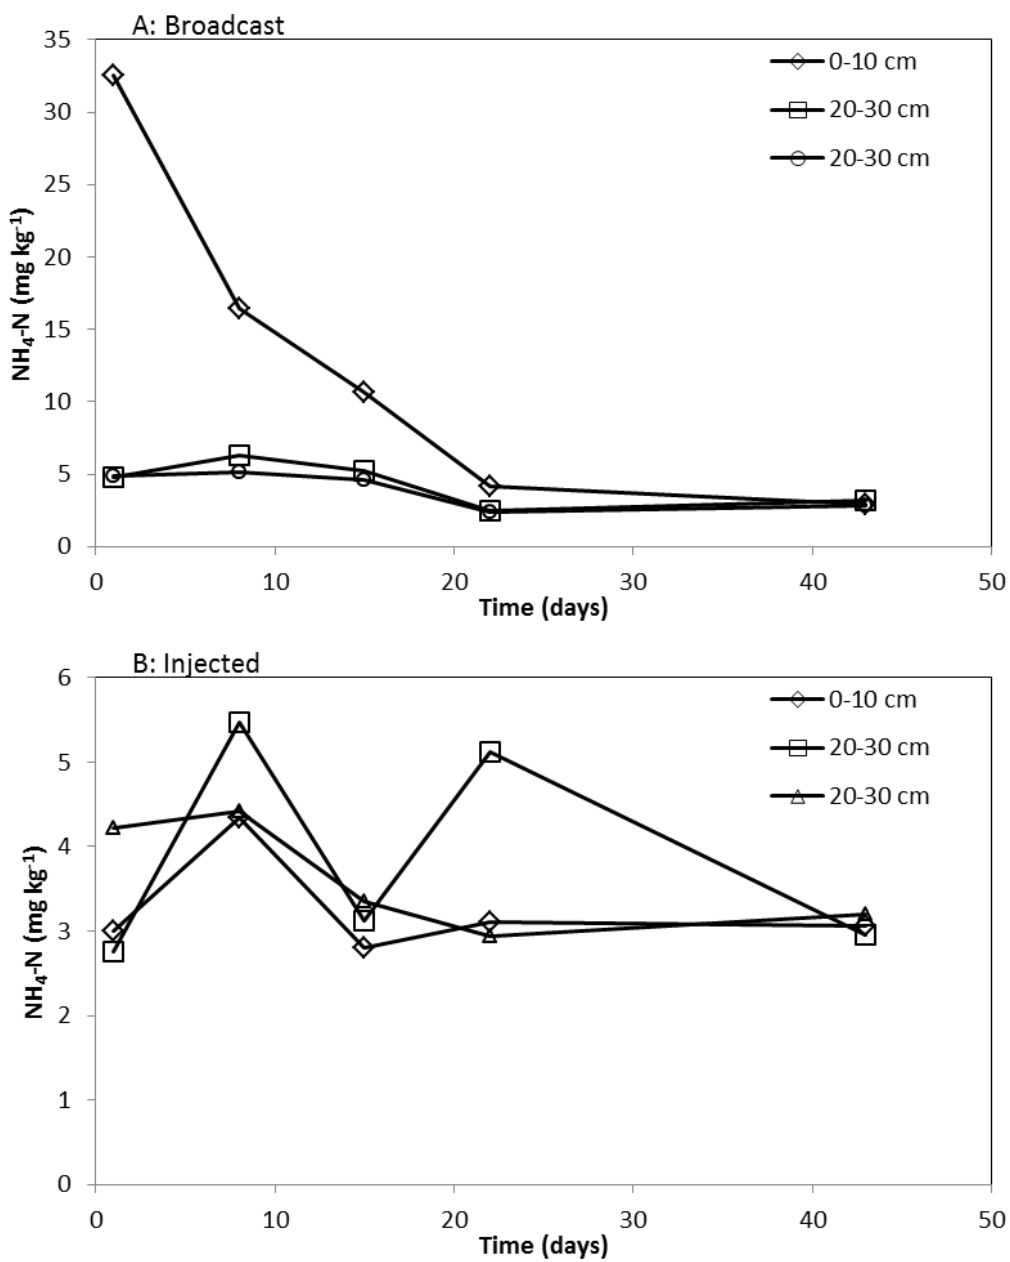 A: Broadcast
35
30
25
20
15
10
5
0
NH4-N (mg kg-1)
0-10 cm
20-30 cm
20-30 cm
0 10 20 30 40 50
Time (days)
B: Injected
6
5
4
3
2
1
0
NH4-N (mg kg-1)
0-10 cm
20-30 cm
20-30 cm
0 10 20 30 40 50
Time (days)